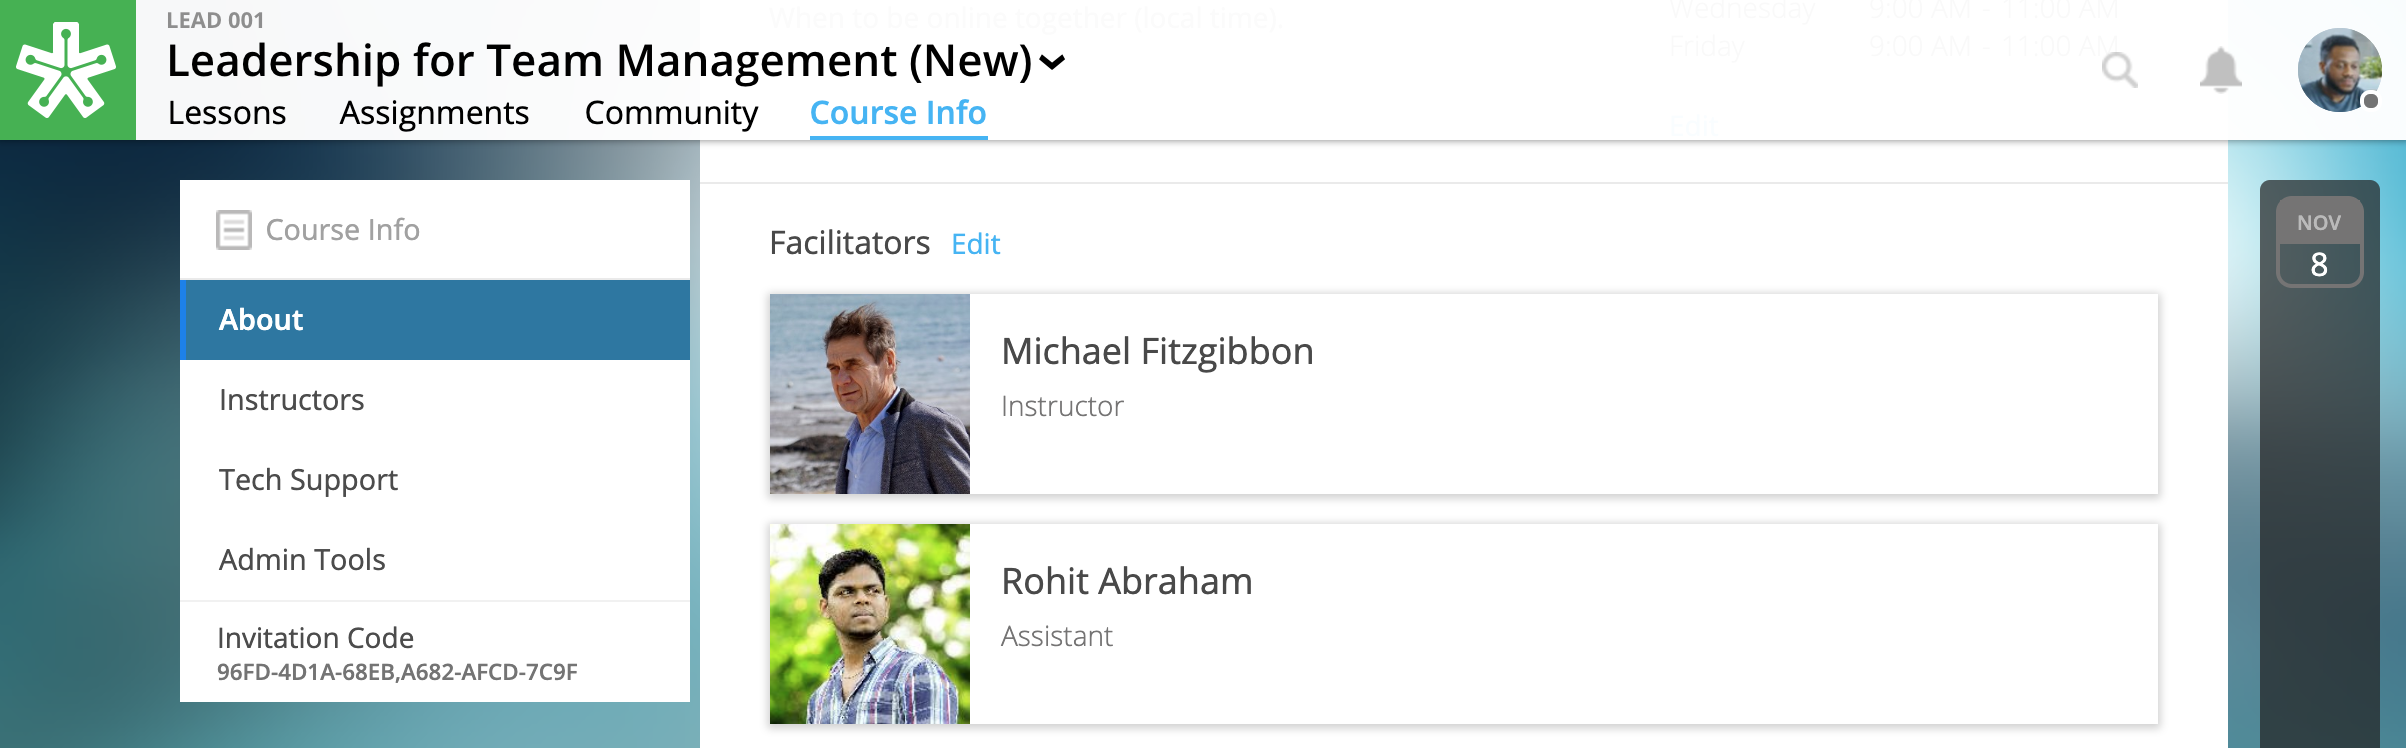 LEAD 001
Leadership for Team Management (New)
Lessons Assignments Community Course Info
When to be online together (local time).
Wednesday 9:00 AM - 11:00 AM
Friday 9:00 AM - 11:00 AM
Edit
Course Info
About
Instructors
Tech Support
Admin Tools
Invitation Code
96FD-4D1A-68EB,A682-AFCD-7C9F
Facilitators Edit
Michael Fitzgibbon
Instructor
Rohit Abraham
Assistant
NOV
8